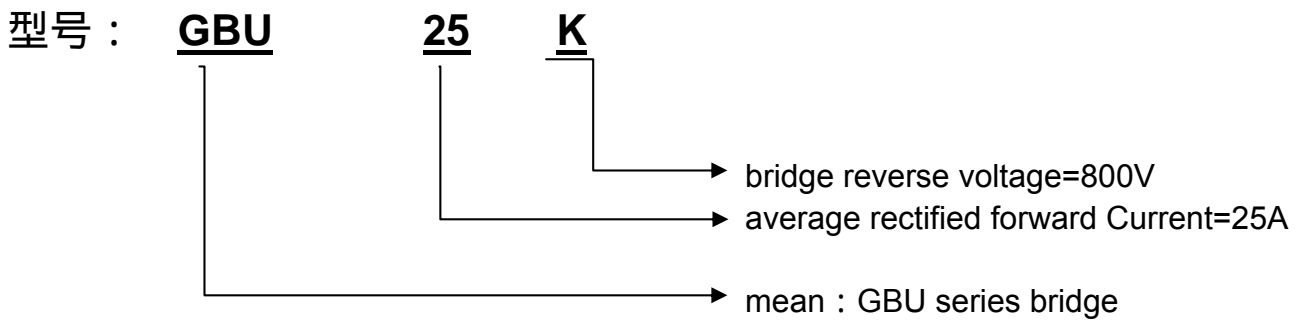 型号： GBU 25 K
bridge reverse voltage=800V
average rectified forward Current=25A
mean：GBU series bridge